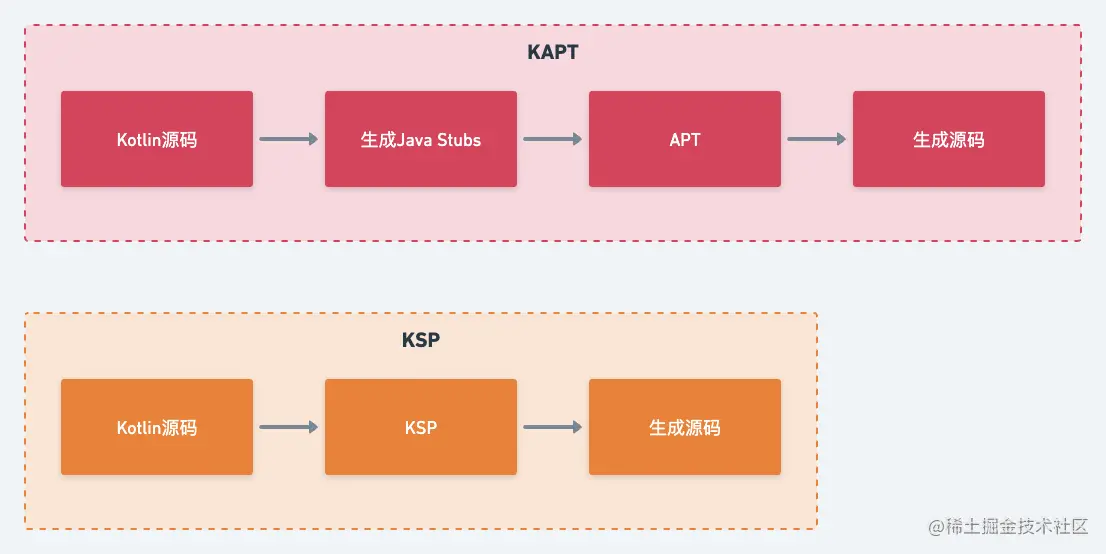 KAPT
Kotlin源码
生成Java Stubs
APT
生成源码
KSP
Kotlin源码
KSP
生成源码
@稀土掘金技术社区